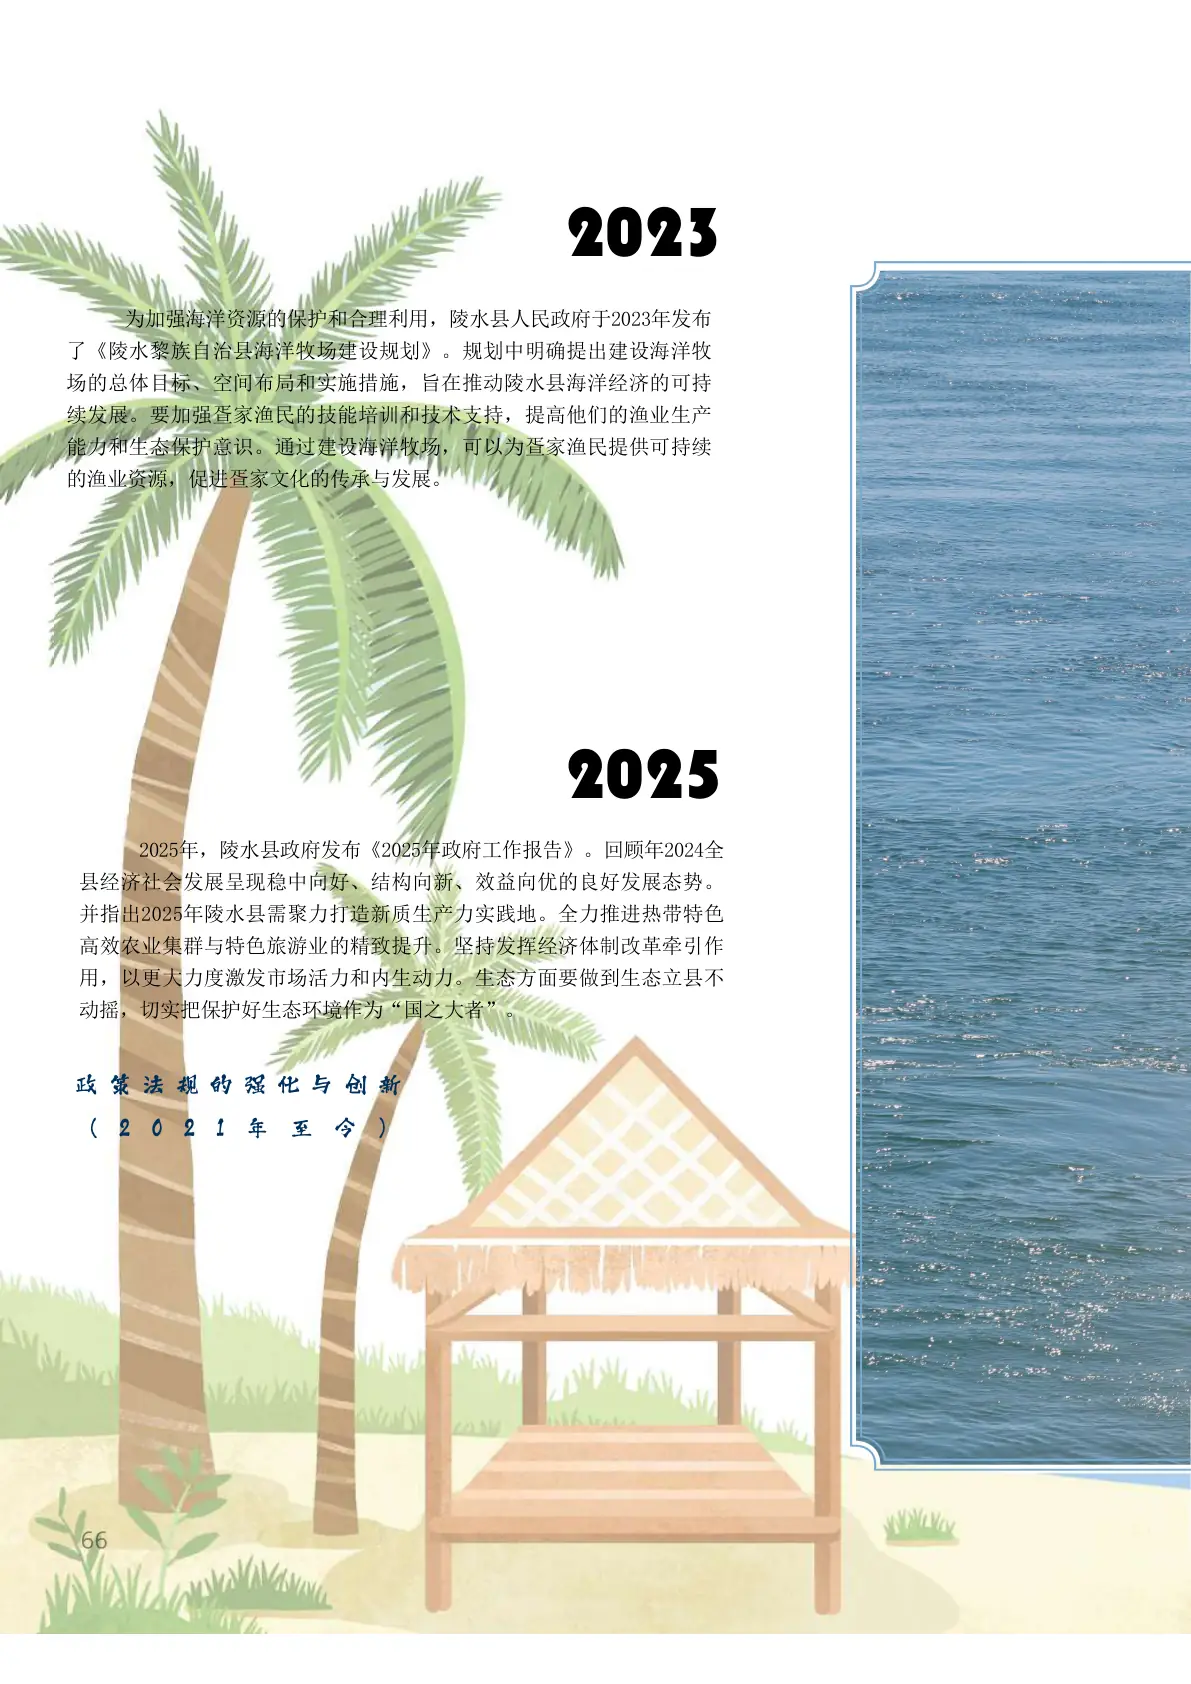 2023
为加强海洋资源的保护和合理利用，陵水县人民政府于2023年发布
了《陵水黎族自治县海洋牧场建设规划》。规划中明确提出建设海洋牧
场的总体目标、空间布局和实施措施，旨在推动陵水县海洋经济的可持
续发展。要加强疍家渔民的技能培训和技术支持，提高他们的渔业生产
能力和生态保护意识。通过建设海洋牧场，可以为疍家渔民提供可持续
的渔业资源，促进疍家文化的传承与发展。
2025
2025年，陵水县政府发布《2025年政府工作报告》。回顾年2024全
县经济社会发展呈现稳中向好、结构向新、效益向优的良好发展态势。
并指出2025年陵水县需聚力打造新质生产力实践地。全力推进热带特色
高效农业集群与特色旅游业的精致提升。坚持发挥经济体制改革牵引作
用，以更大力度激发市场活力和内生动力。生态方面要做到生态立县不
动摇，切实把保护好生态环境作为“国之大者”。
政策法规的强化与创新
（2021年至今）
66